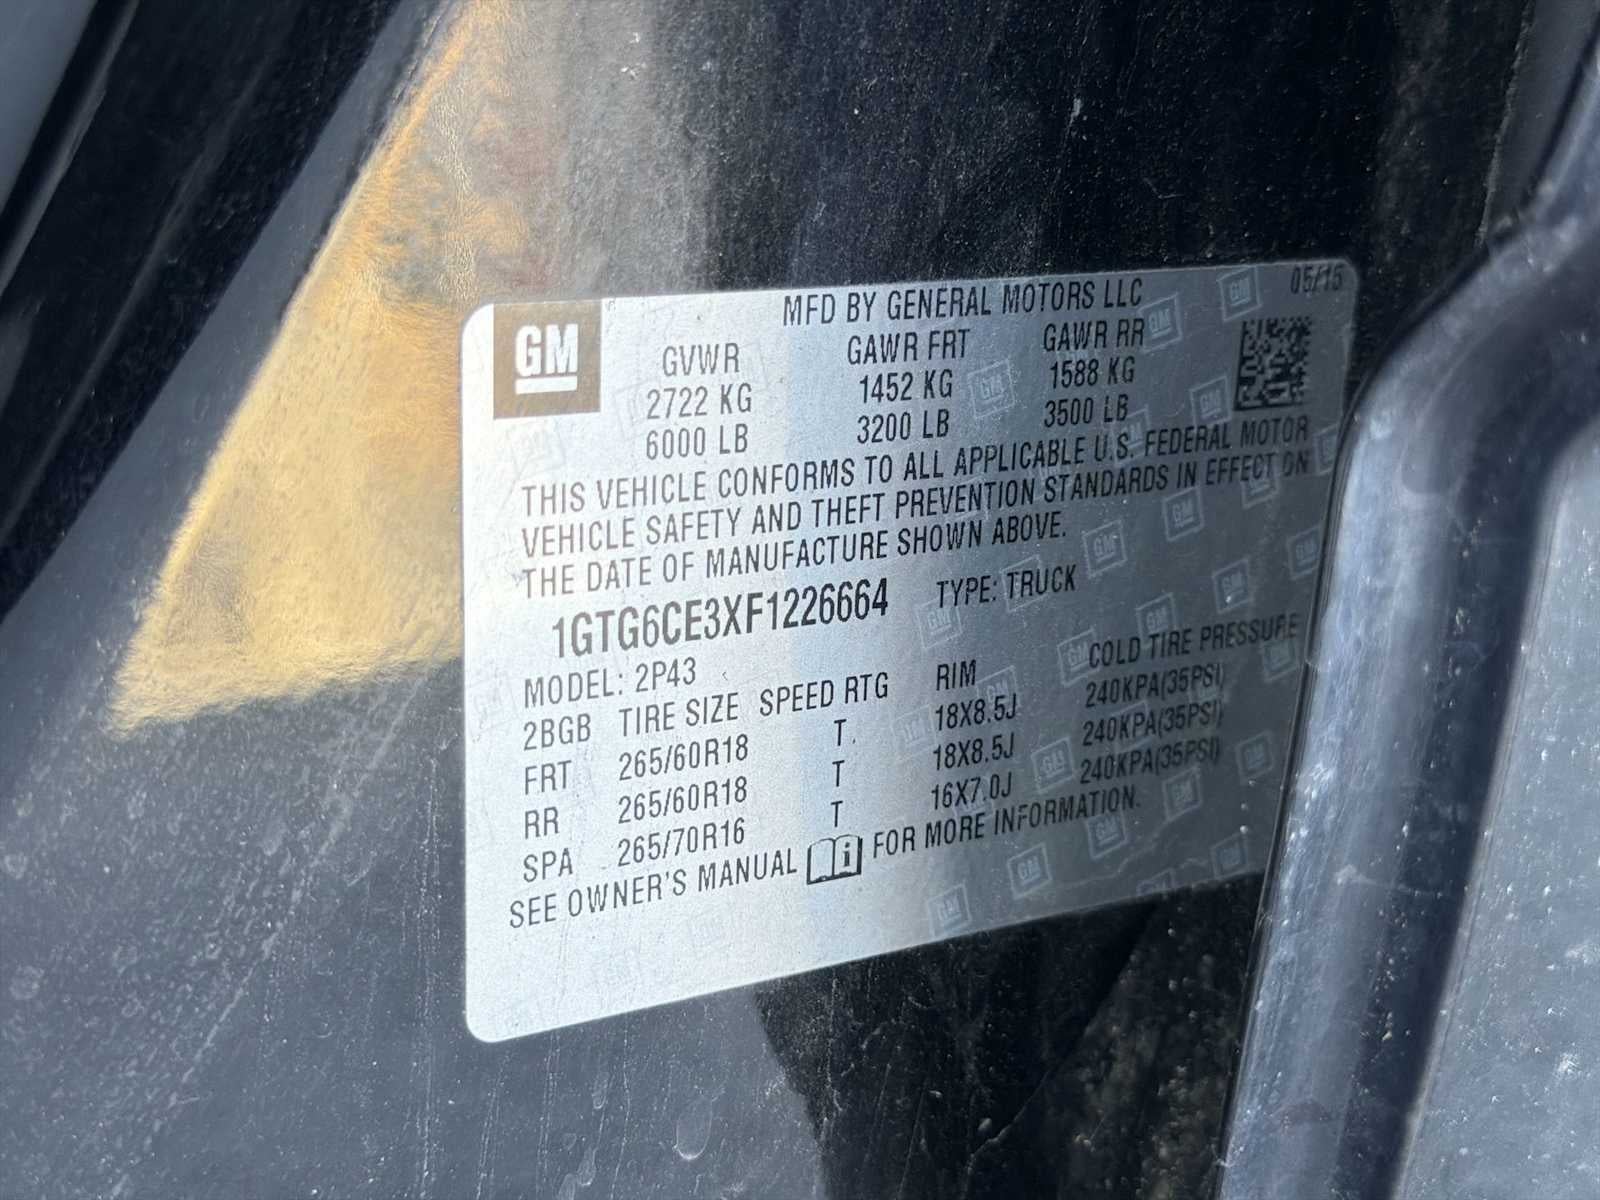 GM
MFD BY GENERAL MOTORS LLC 05/15
GVWR GAWR FRT GAWR RR
2722 KG 1452 KG 1588 KG
6000 LB 3200 LB 3500 LB
THIS VEHICLE CONFORMS TO ALL APPLICABLE U.S. FEDERAL MOTOR
VEHICLE SAFETY AND THEFT PREVENTION STANDARDS IN EFFECT ON
THE DATE OF MANUFACTURE SHOWN ABOVE.
1GTG6CE3XF1226664 TYPE: TRUCK
MODEL: 2P43
2BGB TIRE SIZE SPEED RTG RIM COLD TIRE PRESSURE
FRT 265/60R18 T 18X8.5J 240KPA(35PSI)
RR 265/60R18 T 18X8.5J 240KPA(35PSI)
SPA 265/70R16 T 16X7.0J 240KPA(35PSI)
SEE OWNER'S MANUAL i FOR MORE INFORMATION.